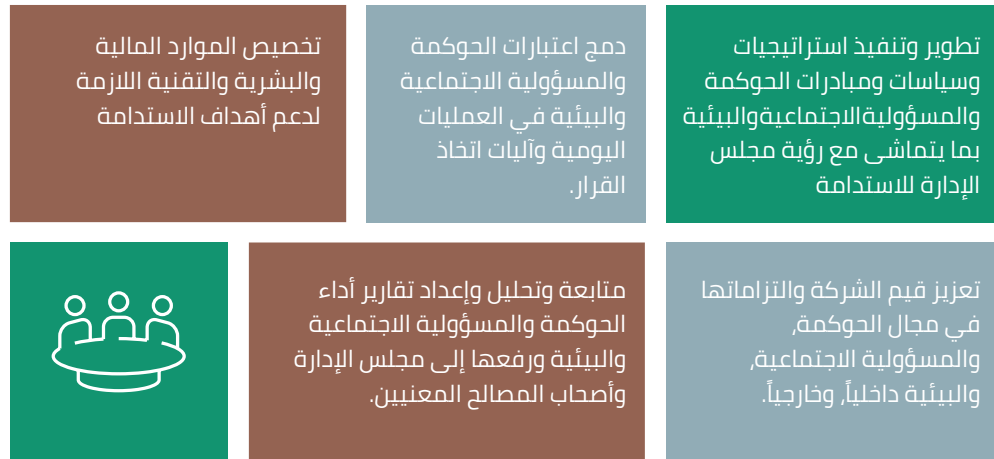 تطوير وتنفيذ استراتيجيات
وسياسات ومبادرات الحوكمة
والمسؤوليةالاجتماعيةوالبيئية
بما يتماشى مع رؤية مجلس
الإدارة للاستدامة
دمج اعتبارات الحوكمة
والمسؤولية الاجتماعية
والبيئية في العمليات
اليومية وآليات اتخاذ
القرار.
تخصيص الموارد المالية
والبشرية والتقنية اللازمة
لدعم أهداف الاستدامة
تعزيز قيم الشركة والتزاماتها
في مجال الحوكمة،
والمسؤولية الاجتماعية،
والبيئية داخلياً، وخارجياً.
متابعة وتحليل وإعداد تقارير أداء
الحوكمة والمسؤولية الاجتماعية
والبيئية ورفعها إلى مجلس الإدارة
وأصحاب المصالح المعنيين.